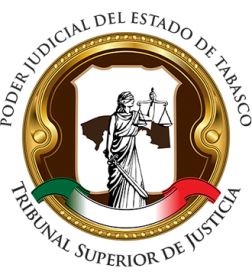 PODER JUDICIAL DEL ESTADO DE TABASCO
TRIBUNAL SUPERIOR DE JUSTICIA